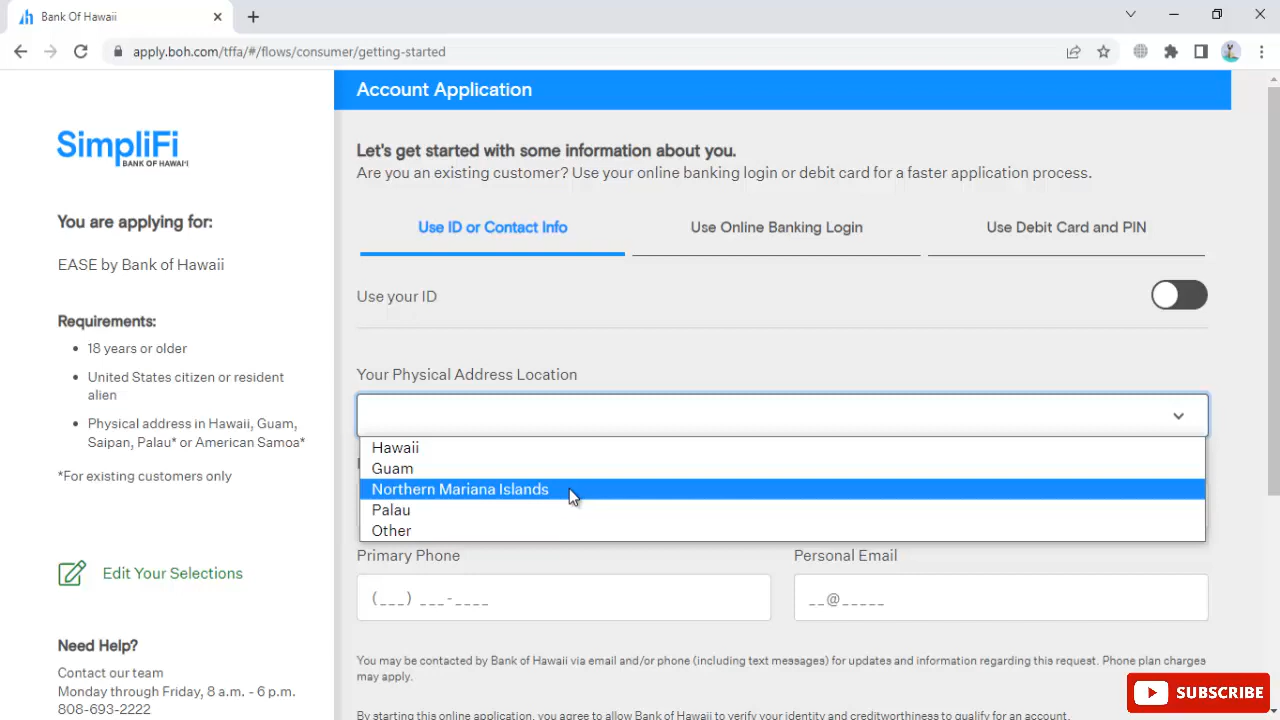 Bank Of Hawaii
apply.boh.com/tffa/#/flows/consumer/getting-started
Account Application
SimpliFi
BANK OF HAWAI'I
Let's get started with some information about you.
Are you an existing customer? Use your online banking login or debit card for a faster application process.
You are applying for:
Use ID or Contact Info
Use Online Banking Login
Use Debit Card and PIN
EASE by Bank of Hawaii
Use your ID
Requirements:
• 18 years or older
• United States citizen or resident
alien
• Physical address in Hawaii, Guam,
Saipan, Palau* or American Samoa*
*For existing customers only
Your Physical Address Location
Hawaii
Guam
Northern Mariana Islands
Palau
Other
Primary Phone
Personal Email
(___) ___-____
__@_____
Edit Your Selections
Need Help?
Contact our team
Monday through Friday, 8 a.m. - 6 p.m.
808-693-2222
You may be contacted by Bank of Hawaii via email and/or phone (including text messages) for updates and information regarding this request. Phone plan charges
may apply.
By starting this online application, you agree to allow Bank of Hawaii to verify your identity and creditworthiness to qualify for an account.
SUBSCRIBE